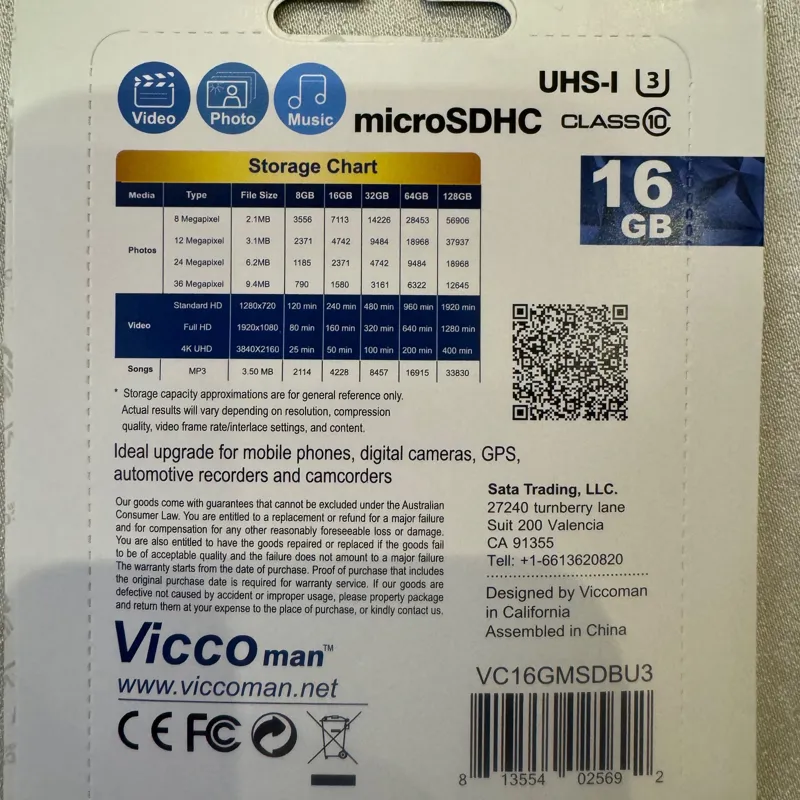 Video
Photo
Music
UHS-I 3
microSDHC CLASS 10
16
GB
Storage Chart
Media Type File Size 8GB 16GB 32GB 64GB 128GB
Photos
8 Megapixel 2.1MB 3556 7113 14226 28453 56906
12 Megapixel 3.1MB 2371 4742 9484 18968 37937
24 Megapixel 6.2MB 1185 2371 4742 9484 18968
36 Megapixel 9.4MB 790 1580 3161 6322 12645
Video
Standard HD 1280x720 120 min 240 min 480 min 960 min 1920 min
Full HD 1920x1080 80 min 160 min 320 min 640 min 1280 min
4K UHD 3840X2160 25 min 50 min 100 min 200 min 400 min
Songs MP3 3.50 MB 2114 4228 8457 16915 33830
* Storage capacity approximations are for general reference only.
Actual results will vary depending on resolution, compression
quality, video frame rate/interlace settings, and content.
Ideal upgrade for mobile phones, digital cameras, GPS,
automotive recorders and camcorders
Our goods come with guarantees that cannot be excluded under the Australian
Consumer Law. You are entitled to a replacement or refund for a major failure
and for compensation for any other reasonably foreseeable loss or damage.
You are also entitled to have the goods repaired or replaced if the goods fail
to be of acceptable quality and the failure does not amount to a major failure
The warranty starts from the date of purchase. Proof of purchase that includes
the original purchase date is required for warranty service. If our goods are
defective not caused by accident or improper usage, please property package
and return them at your expense to the place of purchase, or kindly contact us.
Sata Trading, LLC.
27240 turnberry lane
Suit 200 Valencia
CA 91355
Tell: +1-6613620820
Designed by Viccoman
in California
Assembled in China
Vicco man™
www.viccoman.net
CE FC
VC16GMSDBU3
8 13554 02569 2